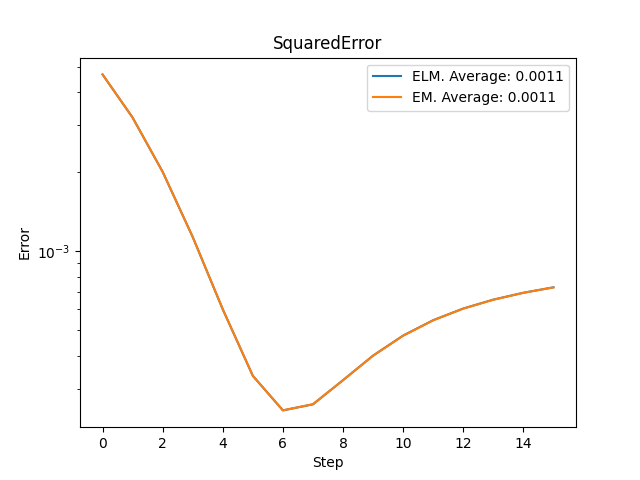 SquaredError
ELM. Average: 0.0011
EM. Average: 0.0011
Error
10⁻³
0 2 4 6 8 10 12 14
Step